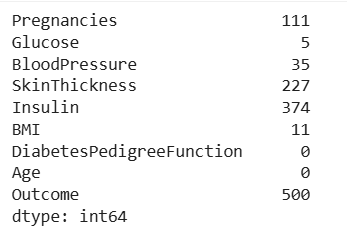 Pregnancies 111
Glucose 5
BloodPressure 35
SkinThickness 227
Insulin 374
BMI 11
DiabetesPedigreeFunction 0
Age 0
Outcome 500
dtype: int64